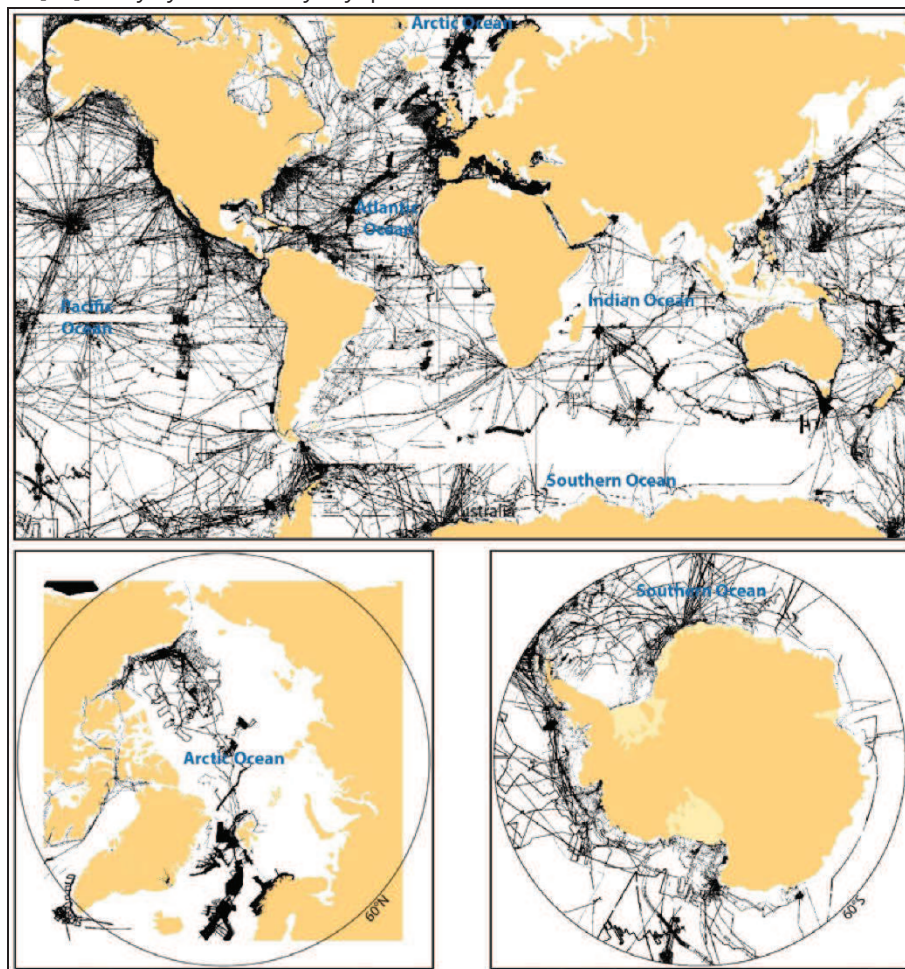 Arctic Ocean
Atlantic
Ocean
Pacific
Ocean
Indian Ocean
Southern Ocean
Australia
Southern Ocean
Arctic Ocean
60°N
60°S